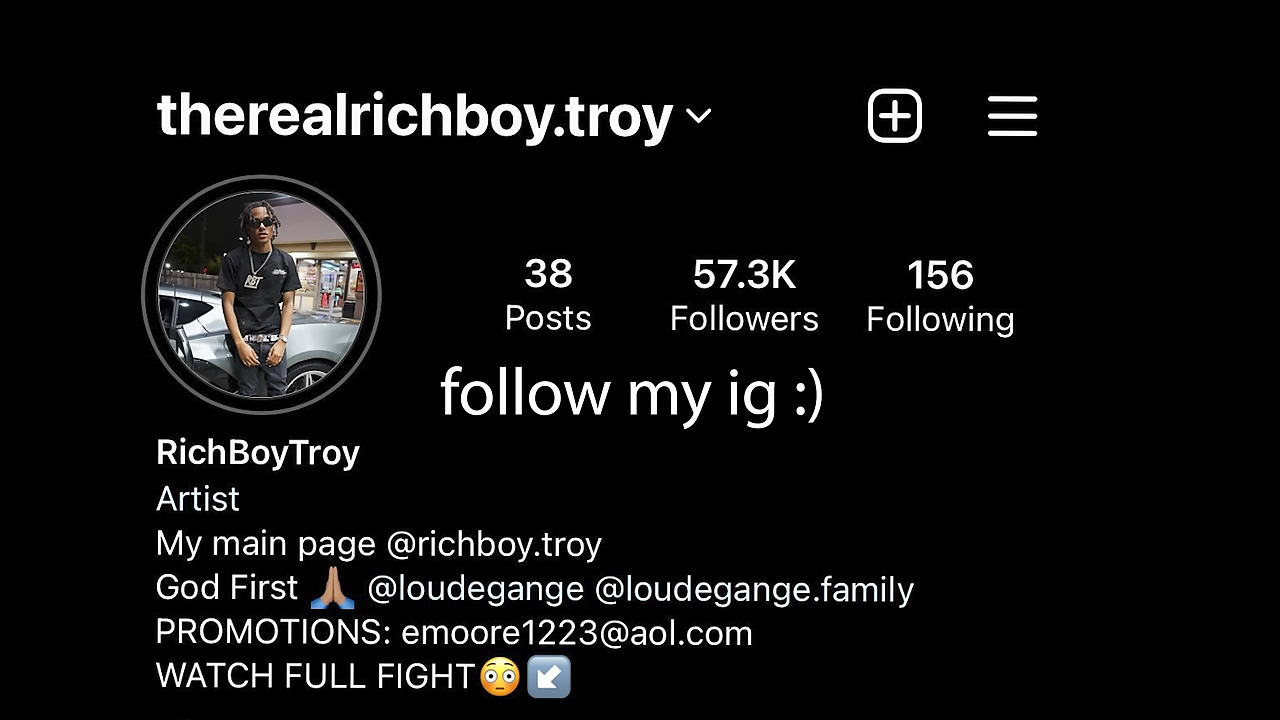 therealrichboy.troy
38 57.3K 156
Posts Followers Following
follow my ig :)
RBT
RichBoyTroy
Artist
My main page @richboy.troy
God First 🙏🏽 @loudegange @loudegange.family
PROMOTIONS: emoore1223@aol.com
WATCH FULL FIGHT😳↙️